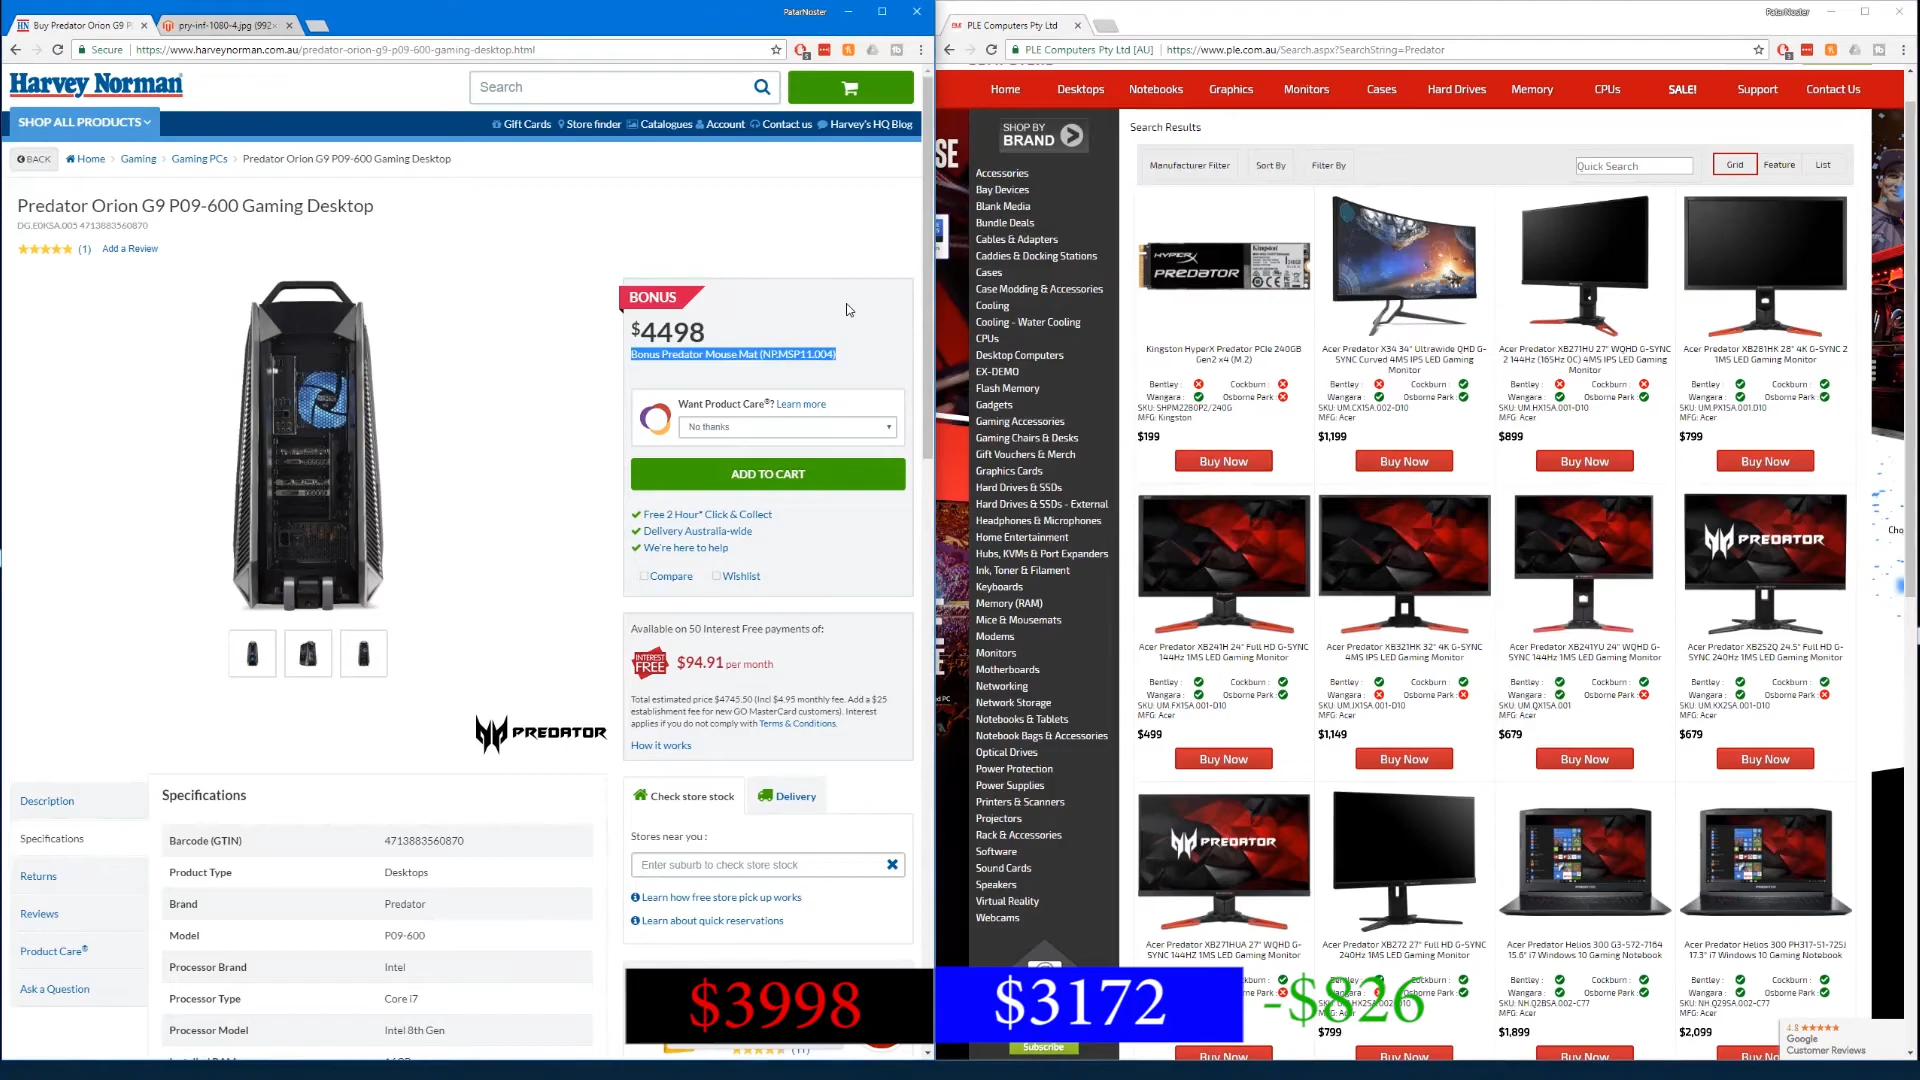 Buy Predator Orion G9 P
pry-inf-1080-4.jpg (992×
PatarNoster
Secure
https://www.harveynorman.com.au/predator-orion-g9-p09-600-gaming-desktop.html
Harvey Norman
Search
SHOP ALL PRODUCTS
Gift Cards
Store finder
Catalogues
Account
Contact us
Harvey's HQ Blog
BACK
Home
Gaming
Gaming PCs
Predator Orion G9 P09-600 Gaming Desktop
Predator Orion G9 P09-600 Gaming Desktop
DG.E0KSA.005 4713883560870
(1)
Add a Review
BONUS
$4498
Bonus Predator Mouse Mat (NP.MSP11.004)
Want Product Care®? Learn more
No thanks
ADD TO CART
Free 2 Hour* Click & Collect
Delivery Australia-wide
We're here to help
Compare
Wishlist
Available on 50 Interest Free payments of:
INTEREST FREE
$94.91 per month
Total estimated price $4745.50 (Incl $4.95 monthly fee. Add a $25
establishment fee for new GO MasterCard customers). Interest
applies if you do not comply with Terms & Conditions.
How it works
PREDATOR
Check store stock
Delivery
Stores near you :
Enter suburb to check store stock
Learn how free store pick up works
Learn about quick reservations
Description
Specifications
Returns
Reviews
Product Care®
Ask a Question
Specifications
Barcode (GTIN) 4713883560870
Product Type Desktops
Brand Predator
Model P09-600
Processor Brand Intel
Processor Type Core i7
Processor Model Intel 8th Gen
$3998
$3172
-$826
PLE Computers Pty Ltd
PatarNoster
PLE Computers Pty Ltd [AU]
https://www.ple.com.au/Search.aspx?SearchString=Predator
Home
Desktops
Notebooks
Graphics
Monitors
Cases
Hard Drives
Memory
CPUs
SALE!
Support
Contact Us
SHOP BY
BRAND
Search Results
Manufacturer Filter
Sort By
Filter By
Quick Search
Grid
Feature
List
Accessories
Bay Devices
Blank Media
Bundle Deals
Cables & Adapters
Caddies & Docking Stations
Cases
Case Modding & Accessories
Cooling
Cooling - Water Cooling
CPUs
Desktop Computers
EX-DEMO
Flash Memory
Gadgets
Gaming Accessories
Gaming Chairs & Desks
Gift Vouchers & Merch
Graphics Cards
Hard Drives & SSDs
Hard Drives & SSDs - External
Headphones & Microphones
Home Entertainment
Hubs, KVMs & Port Expanders
Ink, Toner & Filament
Keyboards
Memory (RAM)
Mice & Mousemats
Modems
Monitors
Motherboards
Networking
Network Storage
Notebooks & Tablets
Notebook Bags & Accessories
Optical Drives
Power Protection
Power Supplies
Printers & Scanners
Projectors
Rack & Accessories
Software
Sound Cards
Speakers
Virtual Reality
Webcams
Subscribe
HYPERX
PREDATOR
Kingston
Kingston HyperX Predator PCIe 240GB
Gen2 x4 (M.2)
Bentley : Cockburn :
Wangara : Osborne Park :
SKU: SHPM2280P2/240G
MFG: Kingston
$199
Buy Now
Acer Predator X34 34" Ultrawide QHD G-
SYNC Curved 4MS IPS LED Gaming
Monitor
Bentley : Cockburn :
Wangara : Osborne Park :
SKU: UM.CX1SA.002-D10
MFG: Acer
$1,199
Buy Now
Acer Predator XB271HU 27" WQHD G-SYNC
2 144Hz (165Hz OC) 4MS IPS LED Gaming
Monitor
Bentley : Cockburn :
Wangara : Osborne Park :
SKU: UM.HX1SA.001-D10
MFG: Acer
$899
Buy Now
Acer Predator XB281HK 28" 4K G-SYNC 2
1MS LED Gaming Monitor
Bentley : Cockburn :
Wangara : Osborne Park :
SKU: UM.PX1SA.001.D10
MFG: Acer
$799
Buy Now
Acer Predator XB241H 24" Full HD G-SYNC
144Hz 1MS LED Gaming Monitor
Bentley : Cockburn :
Wangara : Osborne Park :
SKU: UM.FX1SA.001-D10
MFG: Acer
$499
Buy Now
Acer Predator XB321HK 32" 4K G-SYNC
4MS IPS LED Gaming Monitor
Bentley : Cockburn :
Wangara : Osborne Park :
SKU: UM.JX1SA.001-D10
MFG: Acer
$1,149
Buy Now
Acer Predator XB241YU 24" WQHD G-
SYNC 144Hz 1MS LED Gaming Monitor
Bentley : Cockburn :
Wangara : Osborne Park :
SKU: UM.QX1SA.001
MFG: Acer
$679
Buy Now
PREDATOR
Acer Predator XB252Q 24.5" Full HD G-
SYNC 240Hz 1MS LED Gaming Monitor
Bentley : Cockburn :
Wangara : Osborne Park :
SKU: UM.KX2SA.001-D10
MFG: Acer
$679
Buy Now
PREDATOR
Acer Predator XB271HUA 27" WQHD G-
SYNC 144HZ 1MS LED Gaming Monitor
Buy Now
Acer Predator XB272 27" Full HD G-SYNC
240Hz 1MS LED Gaming Monitor
$799
Buy Now
Acer Predator Helios 300 G3-572-7164
15.6" i7 Windows 10 Gaming Notebook
Bentley : Cockburn :
Wangara : Osborne Park :
SKU: NH.Q2BSA.002-C77
MFG: Acer
$1,899
Buy Now
Acer Predator Helios 300 PH317-51-725J
17.3" i7 Windows 10 Gaming Notebook
Bentley : Cockburn :
Wangara : Osborne Park :
SKU: NH.Q29SA.002-C77
MFG: Acer
$2,099
4.8
Google
Customer Reviews